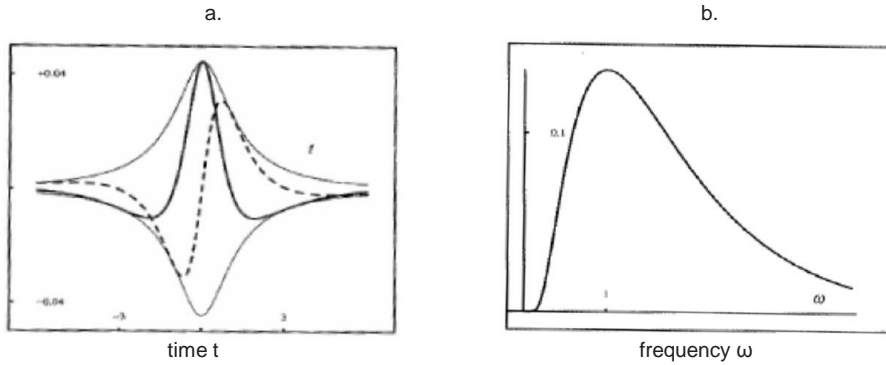 a.
b.
+0.04
t
0.1
-0.04
-3
3
1
ω
time t
frequency ω